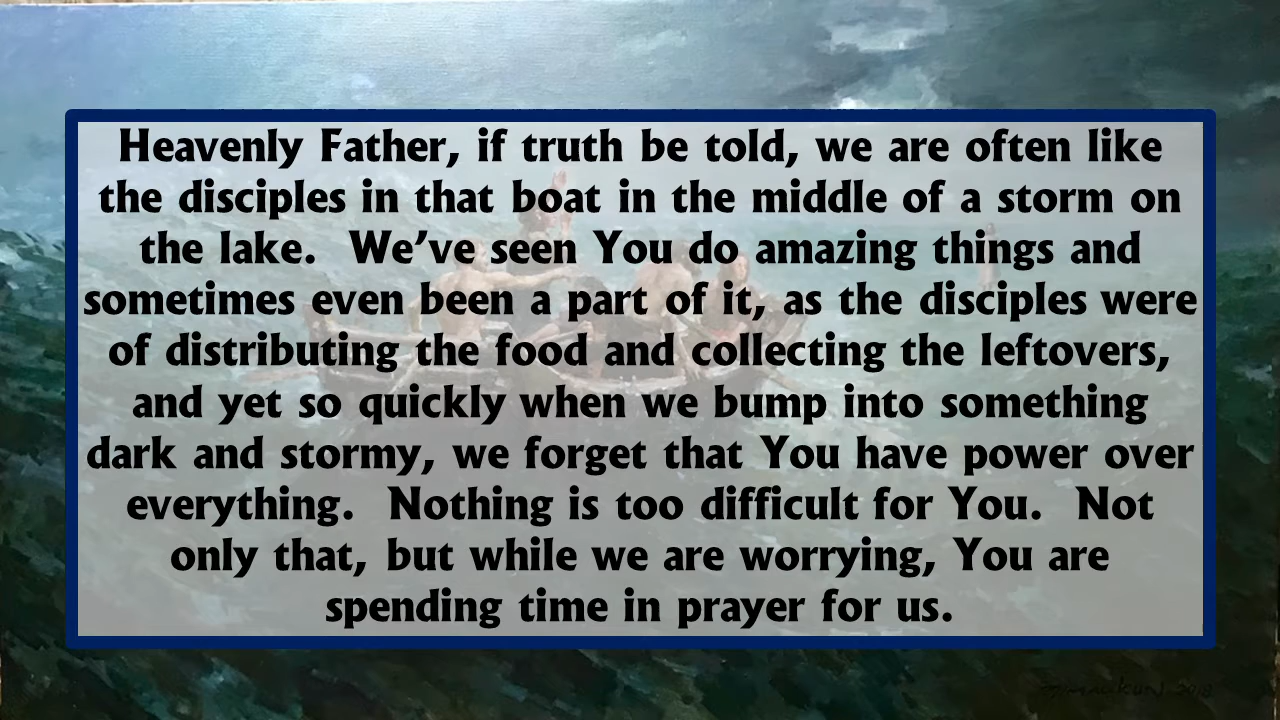 Heavenly Father, if truth be told, we are often like
the disciples in that boat in the middle of a storm on
the lake.  We’ve seen You do amazing things and
sometimes even been a part of it, as the disciples were
of distributing the food and collecting the leftovers,
and yet so quickly when we bump into something
dark and stormy, we forget that You have power over
everything.  Nothing is too difficult for You.  Not
only that, but while we are worrying, You are
spending time in prayer for us.